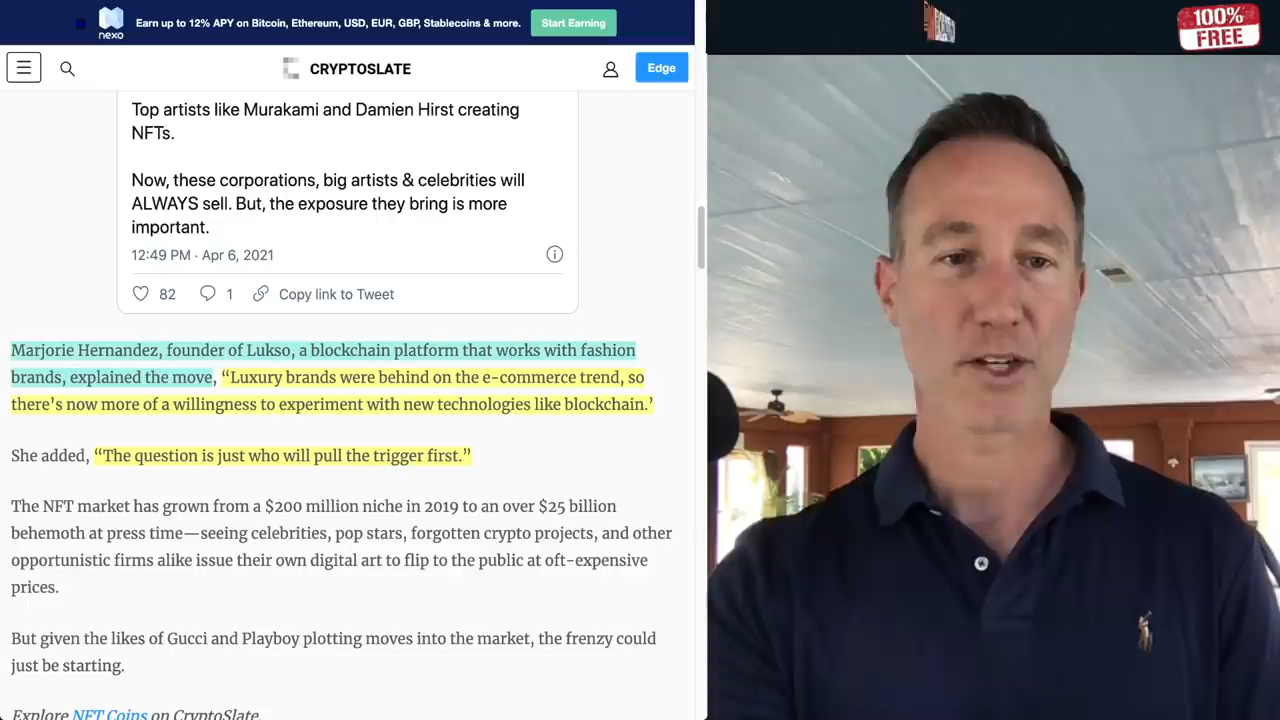 nexo
Earn up to 12% APY on Bitcoin, Ethereum, USD, EUR, GBP, Stablecoins & more.
Start Earning
100%
FREE
CRYPTOSLATE
Edge
Top artists like Murakami and Damien Hirst creating
NFTs.
Now, these corporations, big artists & celebrities will
ALWAYS sell. But, the exposure they bring is more
important.
12:49 PM · Apr 6, 2021
82
1
Copy link to Tweet
Marjorie Hernandez, founder of Lukso, a blockchain platform that works with fashion
brands, explained the move, “Luxury brands were behind on the e-commerce trend, so
there’s now more of a willingness to experiment with new technologies like blockchain.’
She added, “The question is just who will pull the trigger first.”
The NFT market has grown from a $200 million niche in 2019 to an over $25 billion
behemoth at press time—seeing celebrities, pop stars, forgotten crypto projects, and other
opportunistic firms alike issue their own digital art to flip to the public at oft-expensive
prices.
But given the likes of Gucci and Playboy plotting moves into the market, the frenzy could
just be starting.
Explore NFT Coins on CryptoSlate.